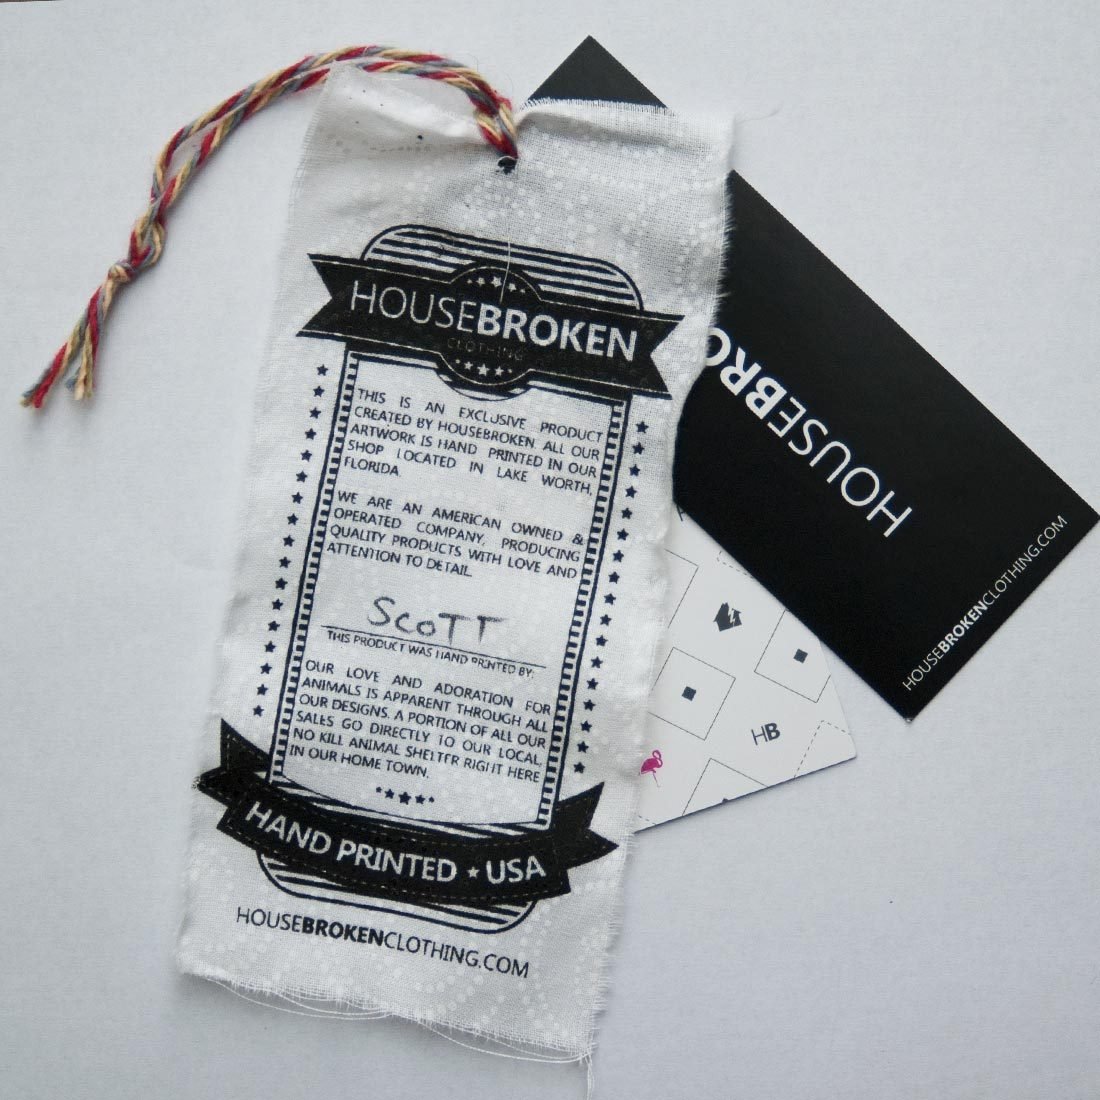 HOUSEBROKEN
CLOTHING
THIS IS AN EXCLUSIVE PRODUCT
CREATED BY HOUSEBROKEN. ALL OUR
ARTWORK IS HAND PRINTED IN OUR
SHOP LOCATED IN LAKE WORTH,
FLORIDA.
WE ARE AN AMERICAN OWNED &
OPERATED COMPANY, PRODUCING
QUALITY PRODUCTS WITH LOVE AND
ATTENTION TO DETAIL.
SCOTT
THIS PRODUCT WAS HAND PRINTED BY:
OUR LOVE AND ADORATION FOR
ANIMALS IS APPARENT THROUGH ALL
OUR DESIGNS. A PORTION OF ALL OUR
SALES GO DIRECTLY TO OUR LOCAL,
NO KILL ANIMAL SHELTER RIGHT HERE
IN OUR HOME TOWN.
HAND PRINTED ★ USA
HOUSEBROKENCLOTHING.COM
HOUSEBRO
HOUSEBROKENCLOTHING.COM
HB